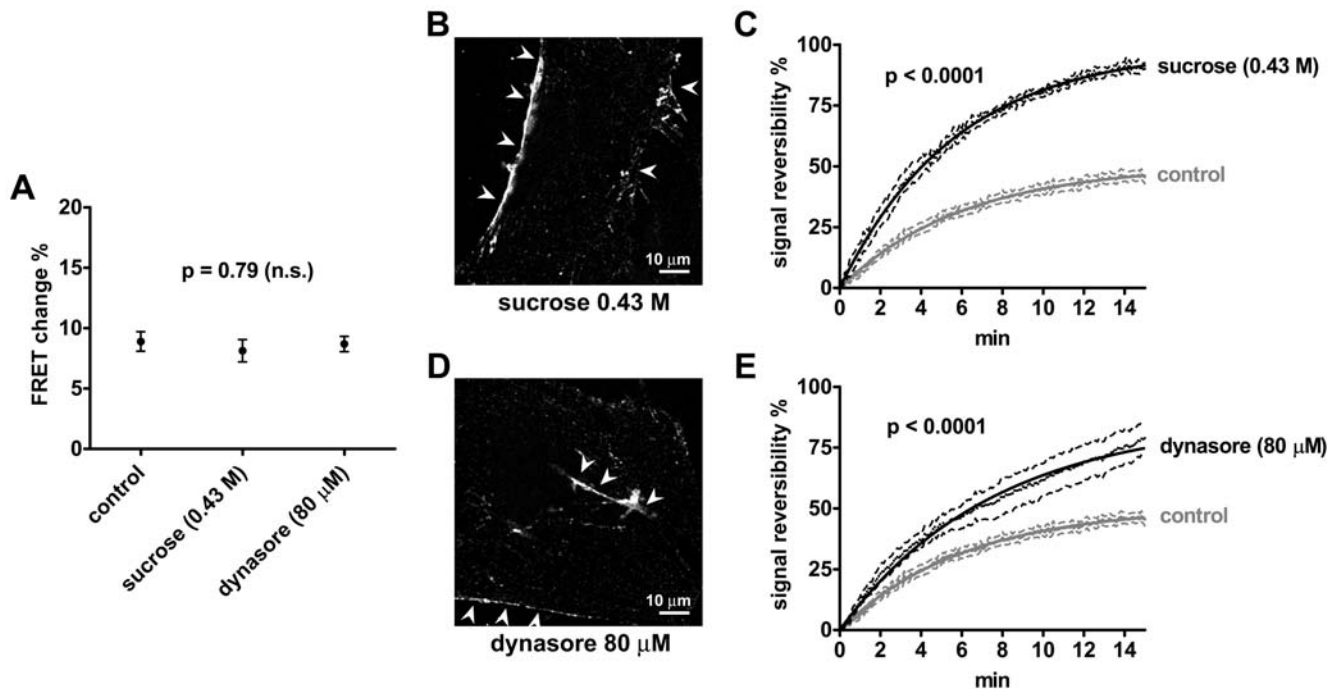 A
FRET change %
20
15
10
5
0
p = 0.79 (n.s.)
control
sucrose (0.43 M)
dynasore (80 μM)
B
10 μm
sucrose 0.43 M
C
signal reversibility %
100
75
50
25
0
p < 0.0001
sucrose (0.43 M)
control
0 2 4 6 8 10 12 14
min
D
10 μm
dynasore 80 μM
E
signal reversibility %
100
75
50
25
0
p < 0.0001
dynasore (80 μM)
control
0 2 4 6 8 10 12 14
min